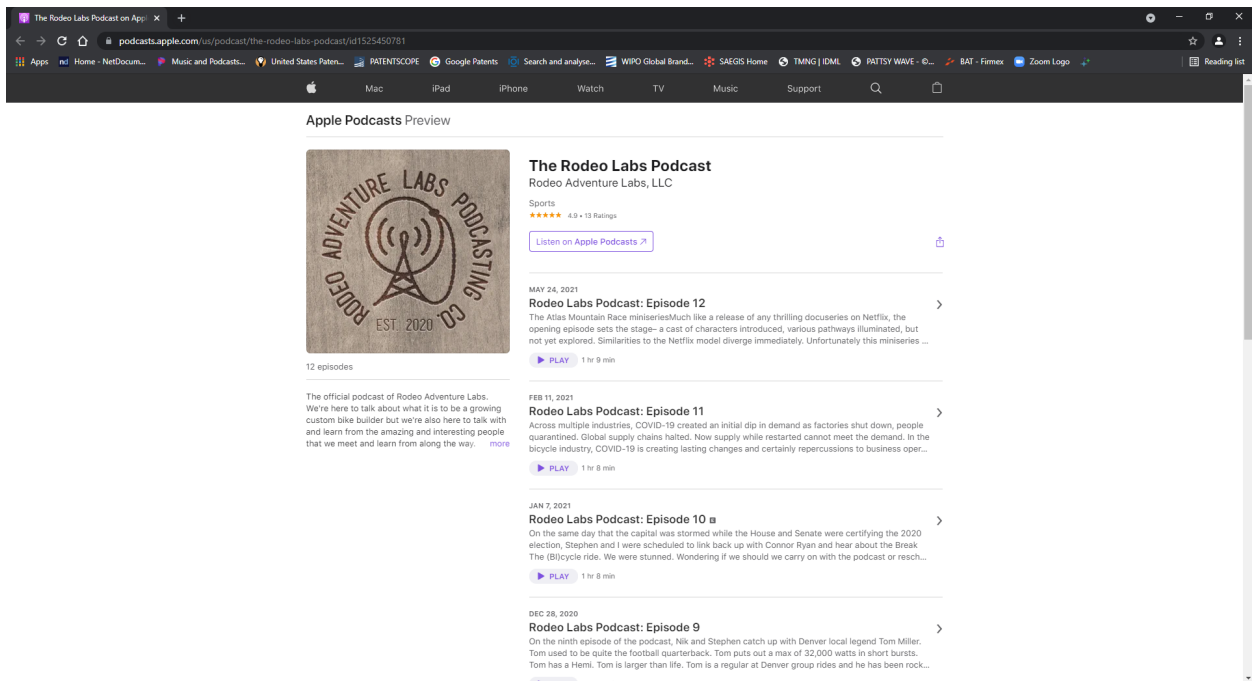 The Rodeo Labs Podcast on Appl
podcasts.apple.com/us/podcast/the-rodeo-labs-podcast/id1525450781
Apps nd Home - NetDocum... Music and Podcasts... United States Paten... PATENTSCOPE Google Patents Search and analyse... WIPO Global Brand... SAEGIS Home TMNG | IDML PATTSY WAVE - ©... BAT - Firmex Zoom Logo Reading list
Mac iPad iPhone Watch TV Music Support
Apple Podcasts Preview
RODEO ADVENTURE LABS PODCASTING CO.
EST. 2020
12 episodes
The official podcast of Rodeo Adventure Labs.
We're here to talk about what it is to be a growing
custom bike builder but we're also here to talk with
and learn from the amazing and interesting people
that we meet and learn from along the way. more
The Rodeo Labs Podcast
Rodeo Adventure Labs, LLC
Sports
★★★★★ 4.9 • 13 Ratings
Listen on Apple Podcasts ↗
MAY 24, 2021
Rodeo Labs Podcast: Episode 12
The Atlas Mountain Race miniseriesMuch like a release of any thrilling docuseries on Netflix, the
opening episode sets the stage– a cast of characters introduced, various pathways illuminated, but
not yet explored. Similarities to the Netflix model diverge immediately. Unfortunately this miniseries ...
PLAY 1 hr 9 min
FEB 11, 2021
Rodeo Labs Podcast: Episode 11
Across multiple industries, COVID-19 created an initial dip in demand as factories shut down, people
quarantined. Global supply chains halted. Now supply while restarted cannot meet the demand. In the
bicycle industry, COVID-19 is creating lasting changes and certainly repercussions to business oper...
PLAY 1 hr 8 min
JAN 7, 2021
Rodeo Labs Podcast: Episode 10
On the same day that the capital was stormed while the House and Senate were certifying the 2020
election, Stephen and I were scheduled to link back up with Connor Ryan and hear about the Break
The (BI)cycle ride. We were stunned. Wondering if we should we carry on with the podcast or resch...
PLAY 1 hr 8 min
DEC 28, 2020
Rodeo Labs Podcast: Episode 9
On the ninth episode of the podcast, Nik and Stephen catch up with Denver local legend Tom Miller.
Tom used to be quite the football quarterback. Tom puts out a max of 32,000 watts in short bursts.
Tom has a Hemi. Tom is larger than life. Tom is a regular at Denver group rides and he has been rock...